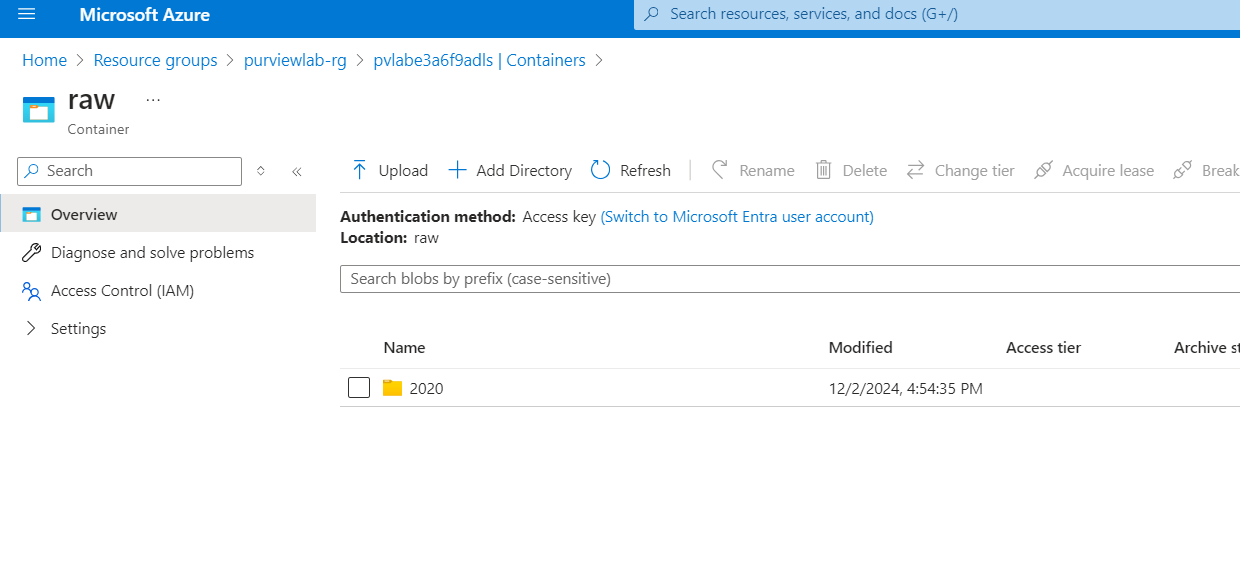 Microsoft Azure
Search resources, services, and docs (G+/)
Home > Resource groups > purviewlab-rg > pvlabe3a6f9adls | Containers >
raw ...
Container
Search
Upload Add Directory Refresh Rename Delete Change tier Acquire lease Break
Overview
Diagnose and solve problems
Access Control (IAM)
Settings
Authentication method: Access key (Switch to Microsoft Entra user account)
Location: raw
Search blobs by prefix (case-sensitive)
Name Modified Access tier Archive st
2020 12/2/2024, 4:54:35 PM